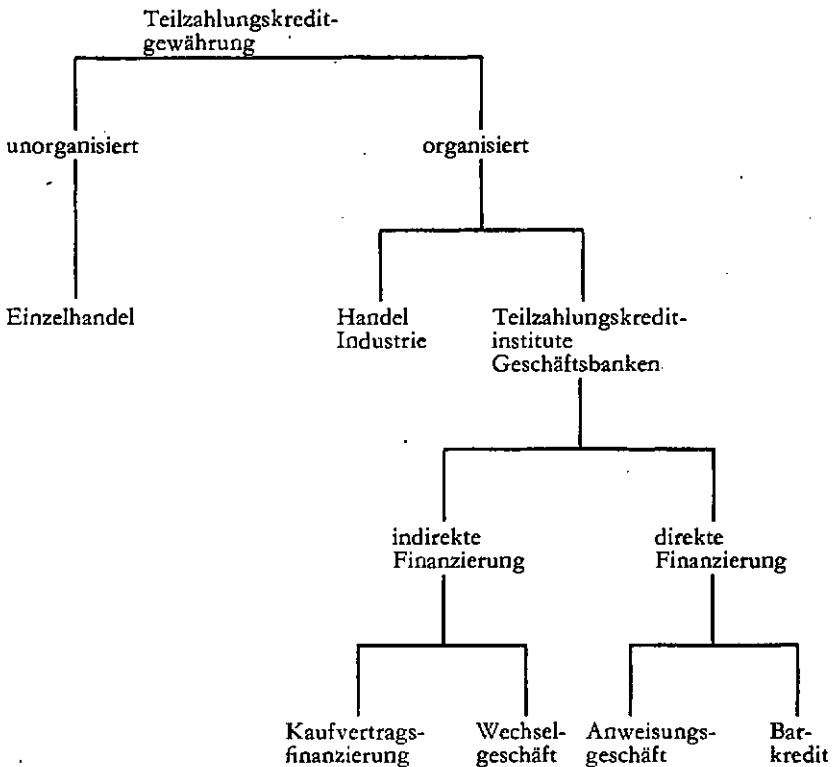 Teilzahlungskredit-
gewährung
unorganisiert
organisiert
Einzelhandel
Handel
Industrie
Teilzahlungskredit-
institute
Geschäftsbanken
indirekte
Finanzierung
direkte
Finanzierung
Kaufvertrags-
finanzierung
Wechsel-
geschäft
Anweisungs-
geschäft
Bar-
kredit